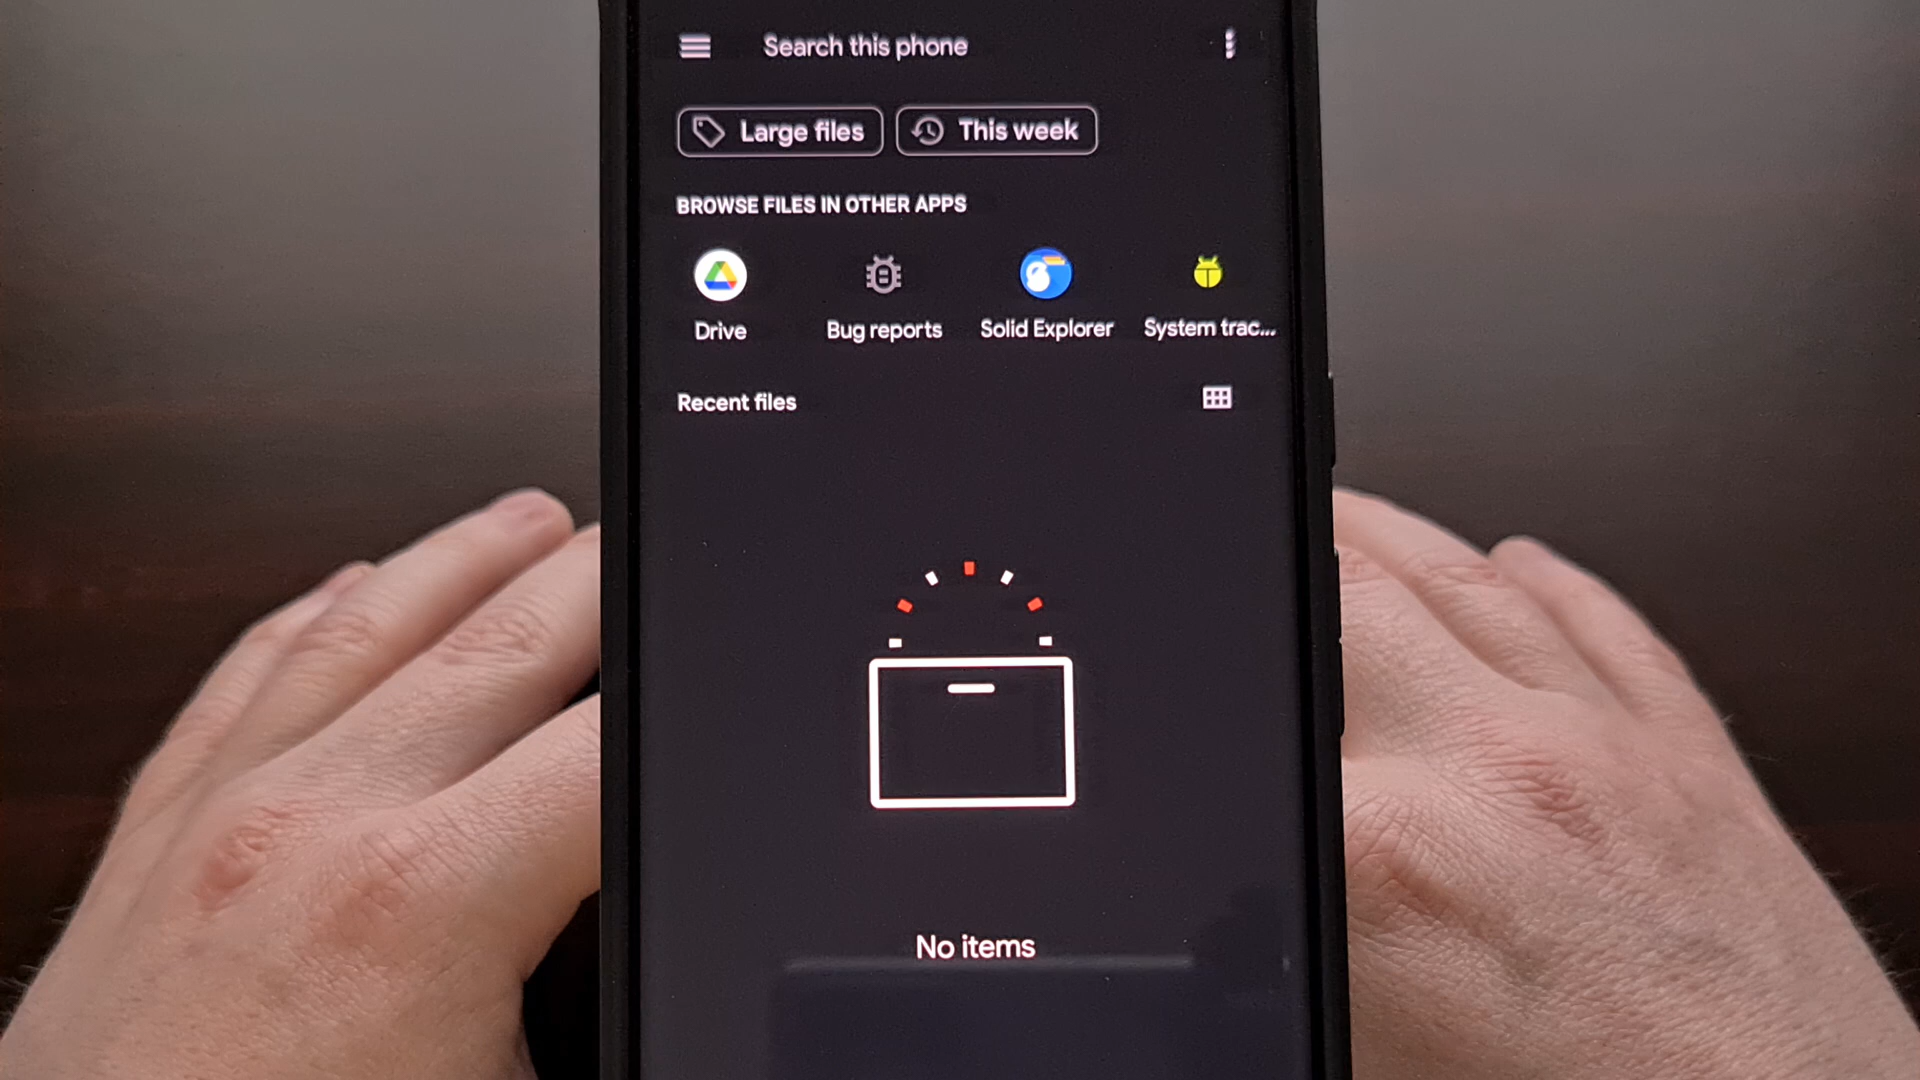 Search this phone
Large files
This week
BROWSE FILES IN OTHER APPS
Drive
Bug reports
Solid Explorer
System trac...
Recent files
No items